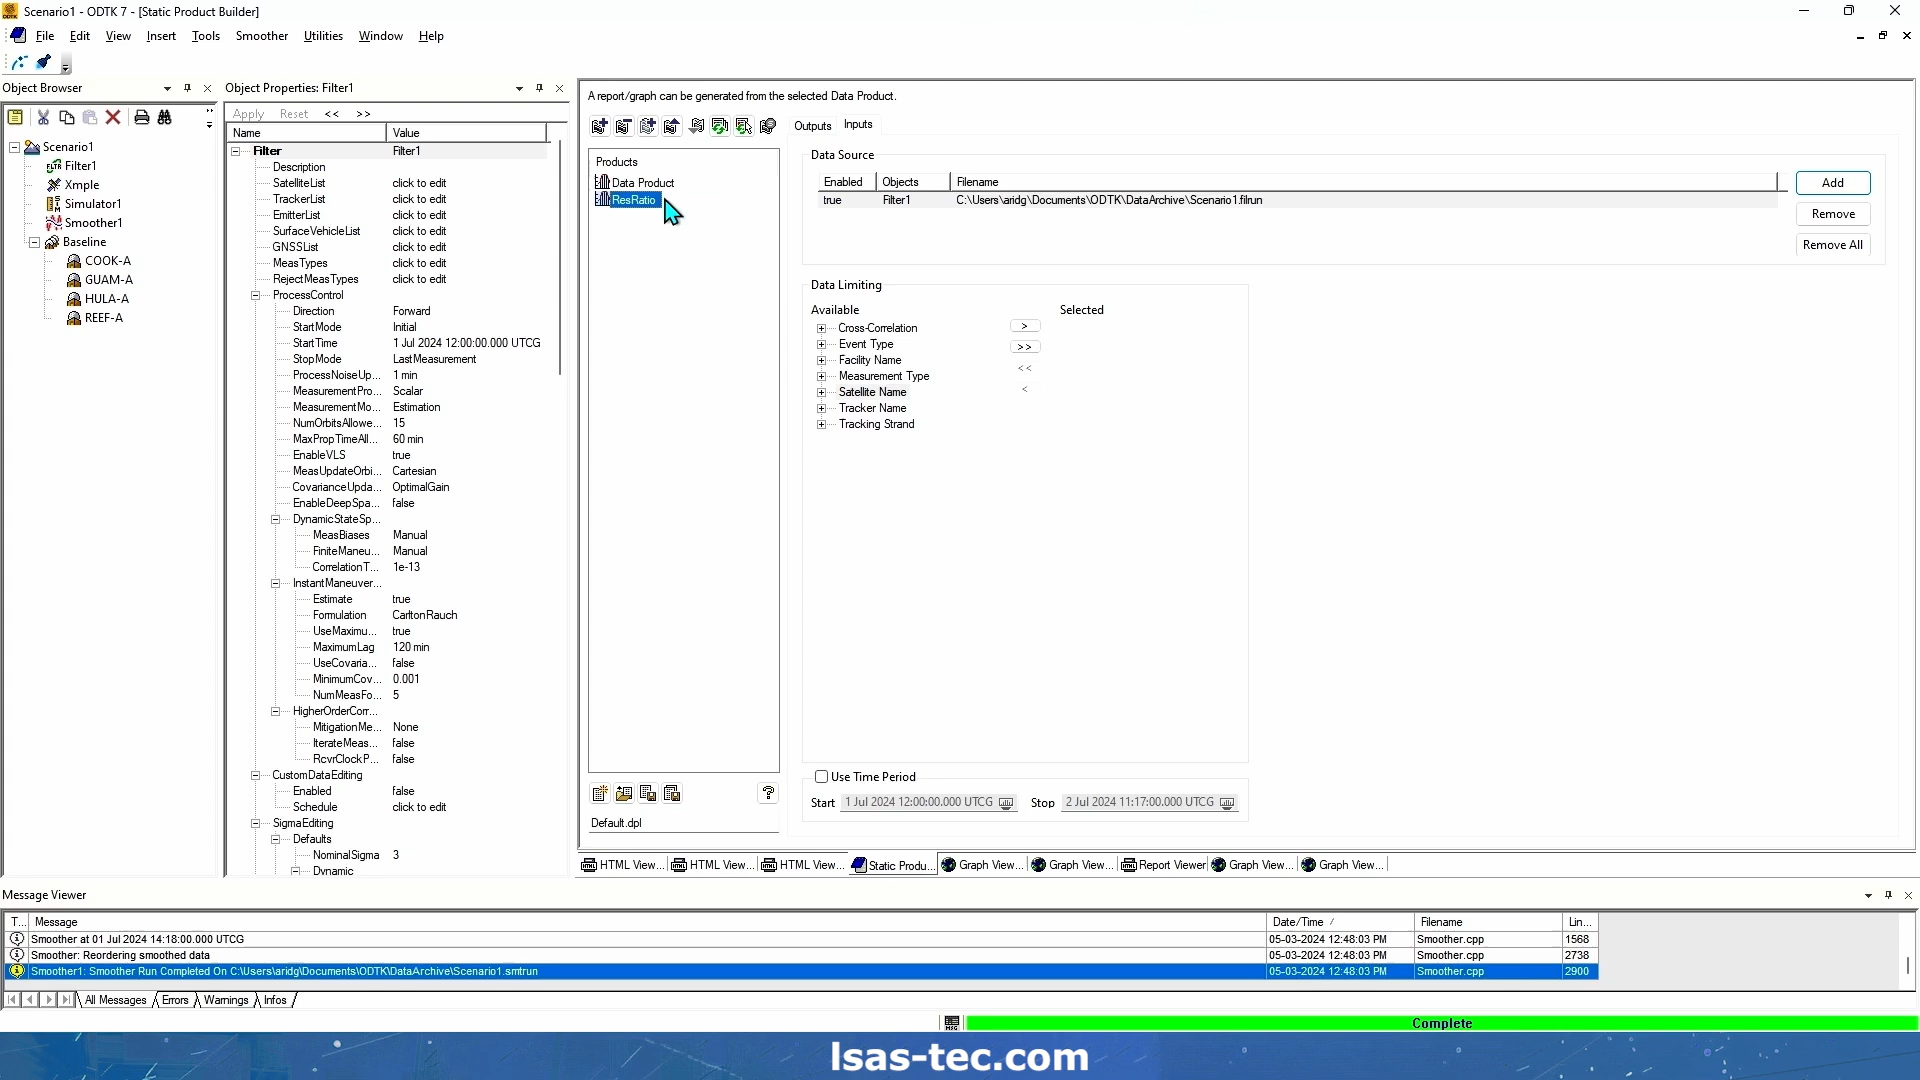 Scenario1 - ODTK 7 - [Static Product Builder]
File Edit View Insert Tools Smoother Utilities Window Help
Object Browser
Scenario1
Filter1
Xmple
Simulator1
Smoother1
Baseline
COOK-A
GUAM-A
HULA-A
REEF-A
Object Properties: Filter1
Apply Reset << >>
Name Value
Filter Filter1
Description
SatelliteList click to edit
TrackerList click to edit
EmitterList click to edit
SurfaceVehicleList click to edit
GNSSList click to edit
MeasTypes click to edit
RejectMeasTypes click to edit
ProcessControl
Direction Forward
StartMode Initial
StartTime 1 Jul 2024 12:00:00.000 UTCG
StopMode LastMeasurement
ProcessNoiseUp... 1 min
MeasurementPro... Scalar
MeasurementMo... Estimation
NumOrbitsAllowe... 15
MaxPropTimeAll... 60 min
EnableVLS true
MeasUpdateOrbi... Cartesian
CovarianceUpda... OptimalGain
EnableDeepSpa... false
DynamicStateSp...
MeasBiases Manual
FiniteManeu... Manual
CorrelationT... 1e-13
InstantManeuver...
Estimate true
Formulation CarltonRauch
UseMaximu... true
MaximumLag 120 min
UseCovaria... false
MinimumCov... 0.001
NumMeasFo... 5
HigherOrderCorr...
MitigationMe... None
IterateMeas... false
RcvrClockP... false
CustomDataEditing
Enabled false
Schedule click to edit
SigmaEditing
Defaults
NominalSigma 3
Dynamic
A report/graph can be generated from the selected Data Product.
Products
Data Product
ResRatio
Default.dpl
Outputs Inputs
Data Source
Enabled Objects Filename
true Filter1 C:\Users\aridg\Documents\ODTK\DataArchive\Scenario1.filrun
Add
Remove
Remove All
Data Limiting
Available Selected
Cross-Correlation
Event Type
Facility Name
Measurement Type
Satellite Name
Tracker Name
Tracking Strand
>
>>
<<
<
Use Time Period
Start 1 Jul 2024 12:00:00.000 UTCG Stop 2 Jul 2024 11:17:00.000 UTCG
HTML View... HTML View... HTML View... Static Produ... Graph View... Graph View... Report Viewer Graph View... Graph View...
Message Viewer
T... Message Date/Time Filename Lin...
Smoother at 01 Jul 2024 14:18:00.000 UTCG 05-03-2024 12:48:03 PM Smoother.cpp 1568
Smoother: Reordering smoothed data 05-03-2024 12:48:03 PM Smoother.cpp 2738
Smoother1: Smoother Run Completed On C:\Users\aridg\Documents\ODTK\DataArchive\Scenario1.smtrun 05-03-2024 12:48:03 PM Smoother.cpp 2900
All Messages Errors Warnings Infos
Complete
lsas-tec.com